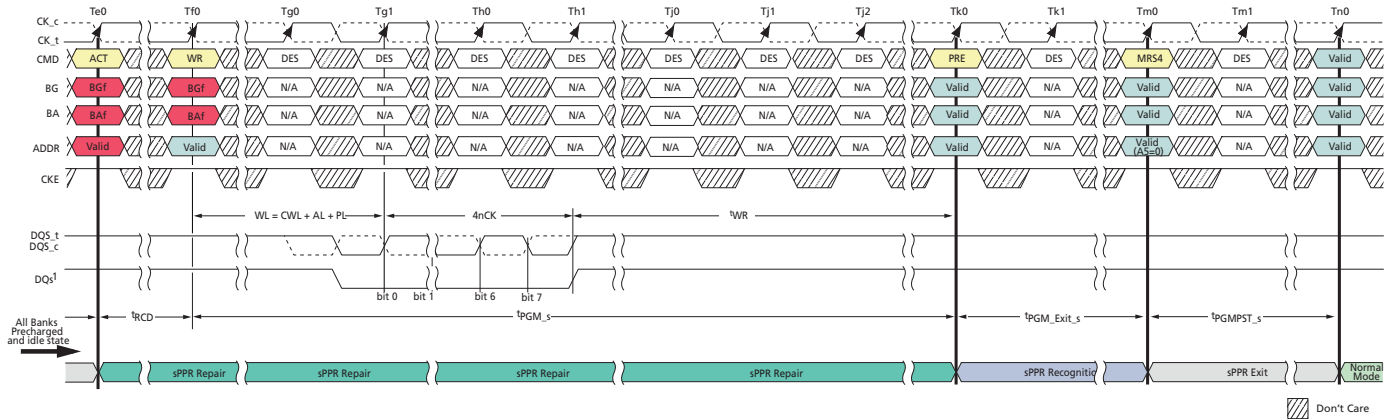 Te0 Tf0 Tg0 Tg1 Th0 Th1 Tj0 Tj1 Tj2 Tk0 Tk1 Tm0 Tm1 Tn0
CK_c
CK_t
CMD ACT WR DES DES DES DES DES DES DES PRE DES MRS4 DES Valid
BG BGf BGf N/A N/A N/A N/A N/A N/A N/A Valid N/A Valid N/A Valid
BA BAf BAf N/A N/A N/A N/A N/A N/A N/A Valid N/A Valid N/A Valid
ADDR Valid Valid N/A N/A N/A N/A N/A N/A N/A Valid N/A Valid (A5=0) N/A Valid
CKE
WL = CWL + AL + PL 4nCK tWR
DQS_t
DQS_c
DQs1
bit 0 bit 1 bit 6 bit 7
All Banks
Precharged
and idle state
tRCD tPGM_s tPGM_Exit_s tPGMPST_s
sPPR Repair sPPR Repair sPPR Repair sPPR Repair sPPR Recognitic sPPR Exit Normal
Mode
Don't Care